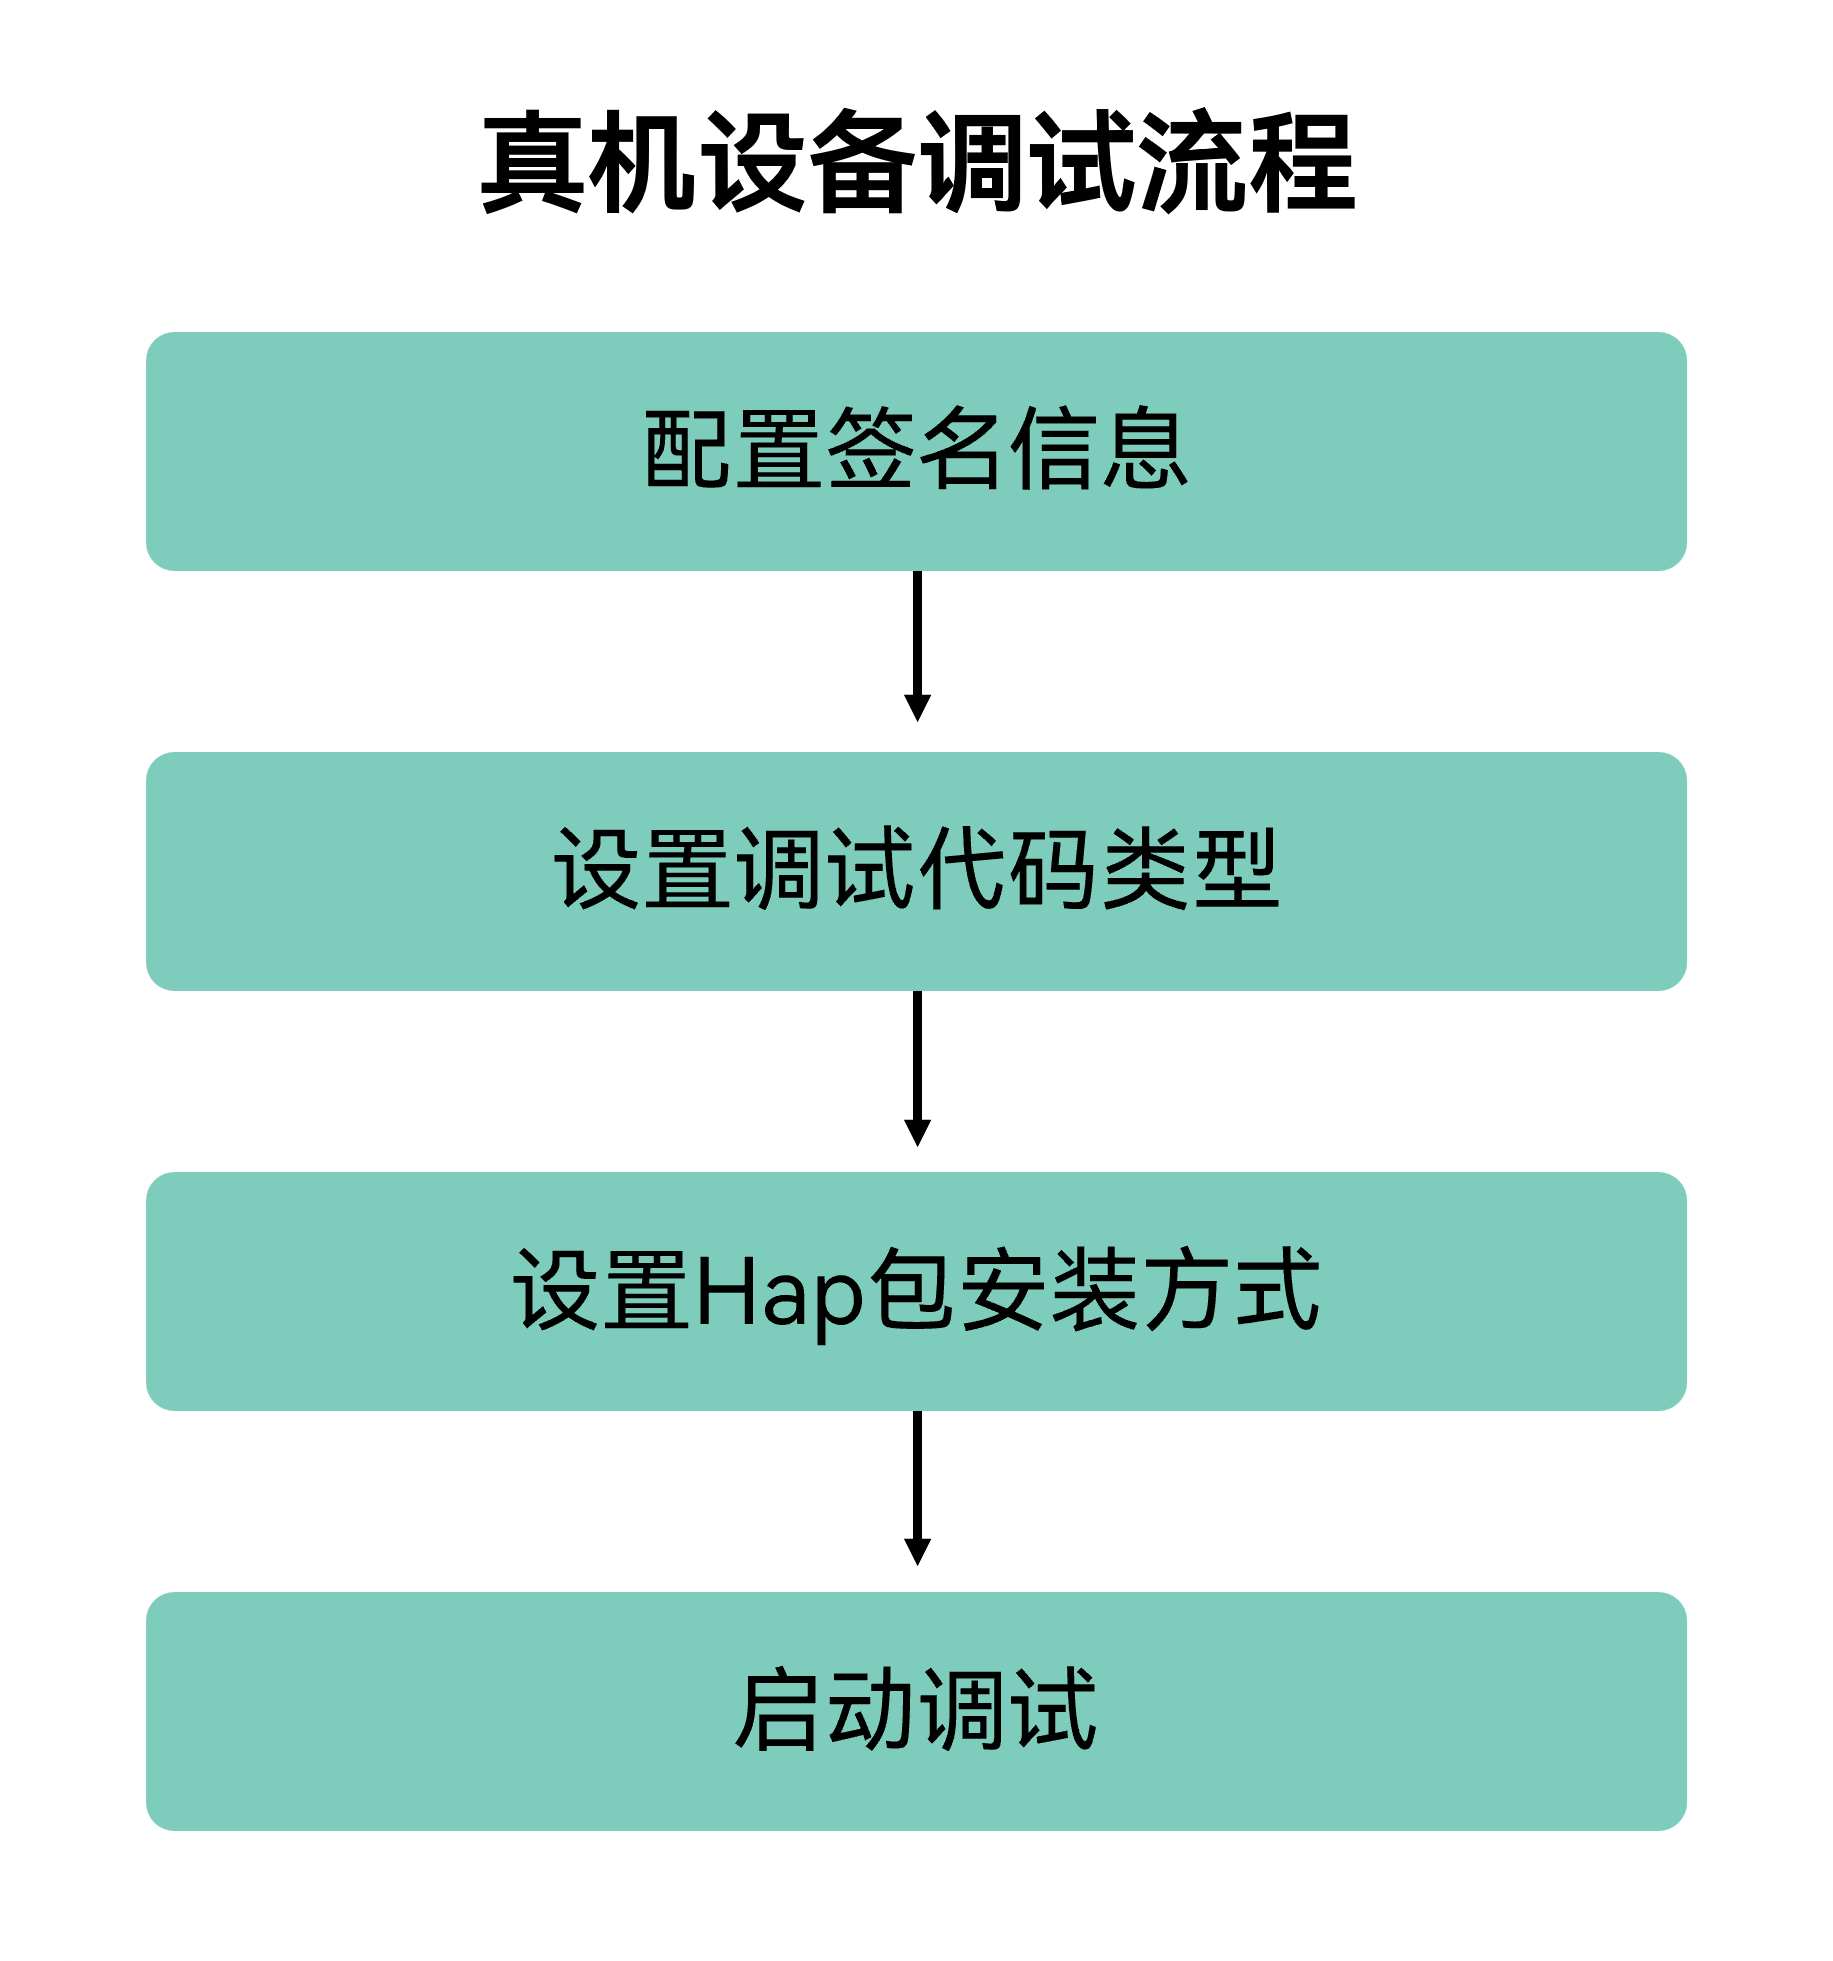 真机设备调试流程
配置签名信息
设置调试代码类型
设置Hap包安装方式
启动调试